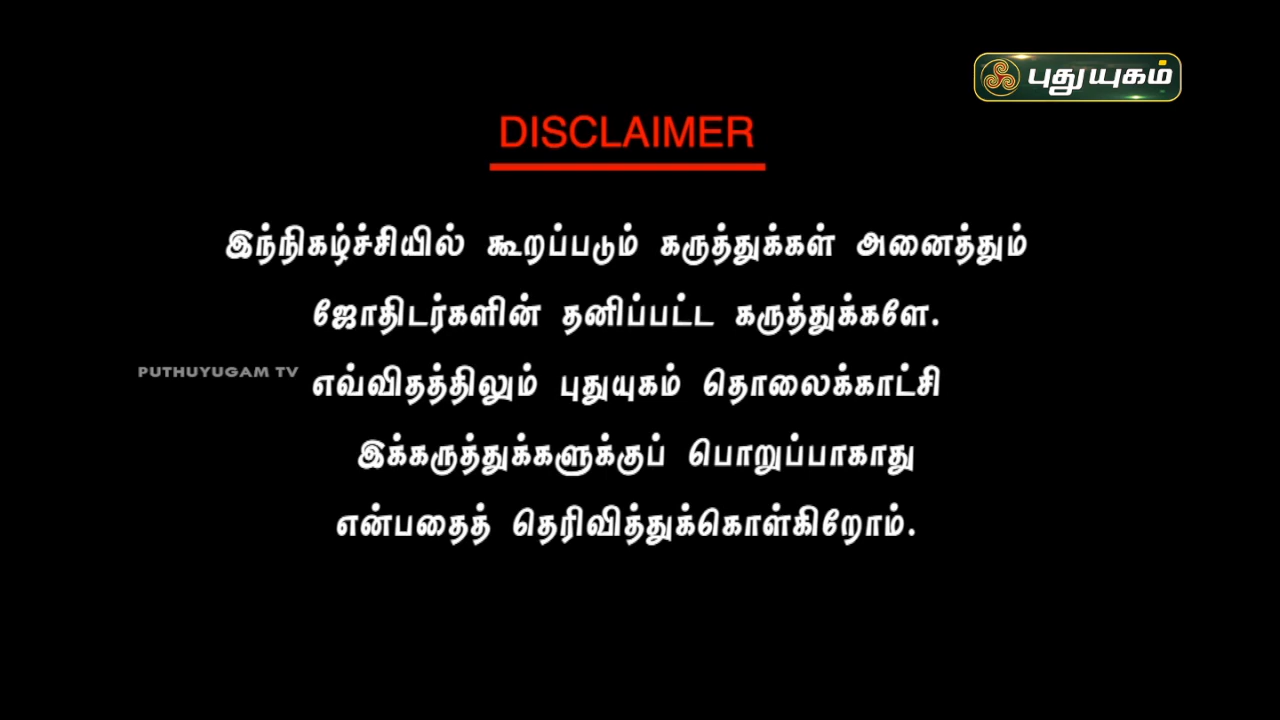 புதுயுகம்
DISCLAIMER
இந்நிகழ்ச்சியில் கூறப்படும் கருத்துக்கள் அனைத்தும்
ஜோதிடர்களின் தனிப்பட்ட கருத்துக்களே.
PUTHUYUGAM TV
எவ்விதத்திலும் புதுயுகம் தொலைக்காட்சி
இக்கருத்துக்களுக்குப் பொறுப்பாகாது
என்பதைத் தெரிவித்துக்கொள்கிறோம்.